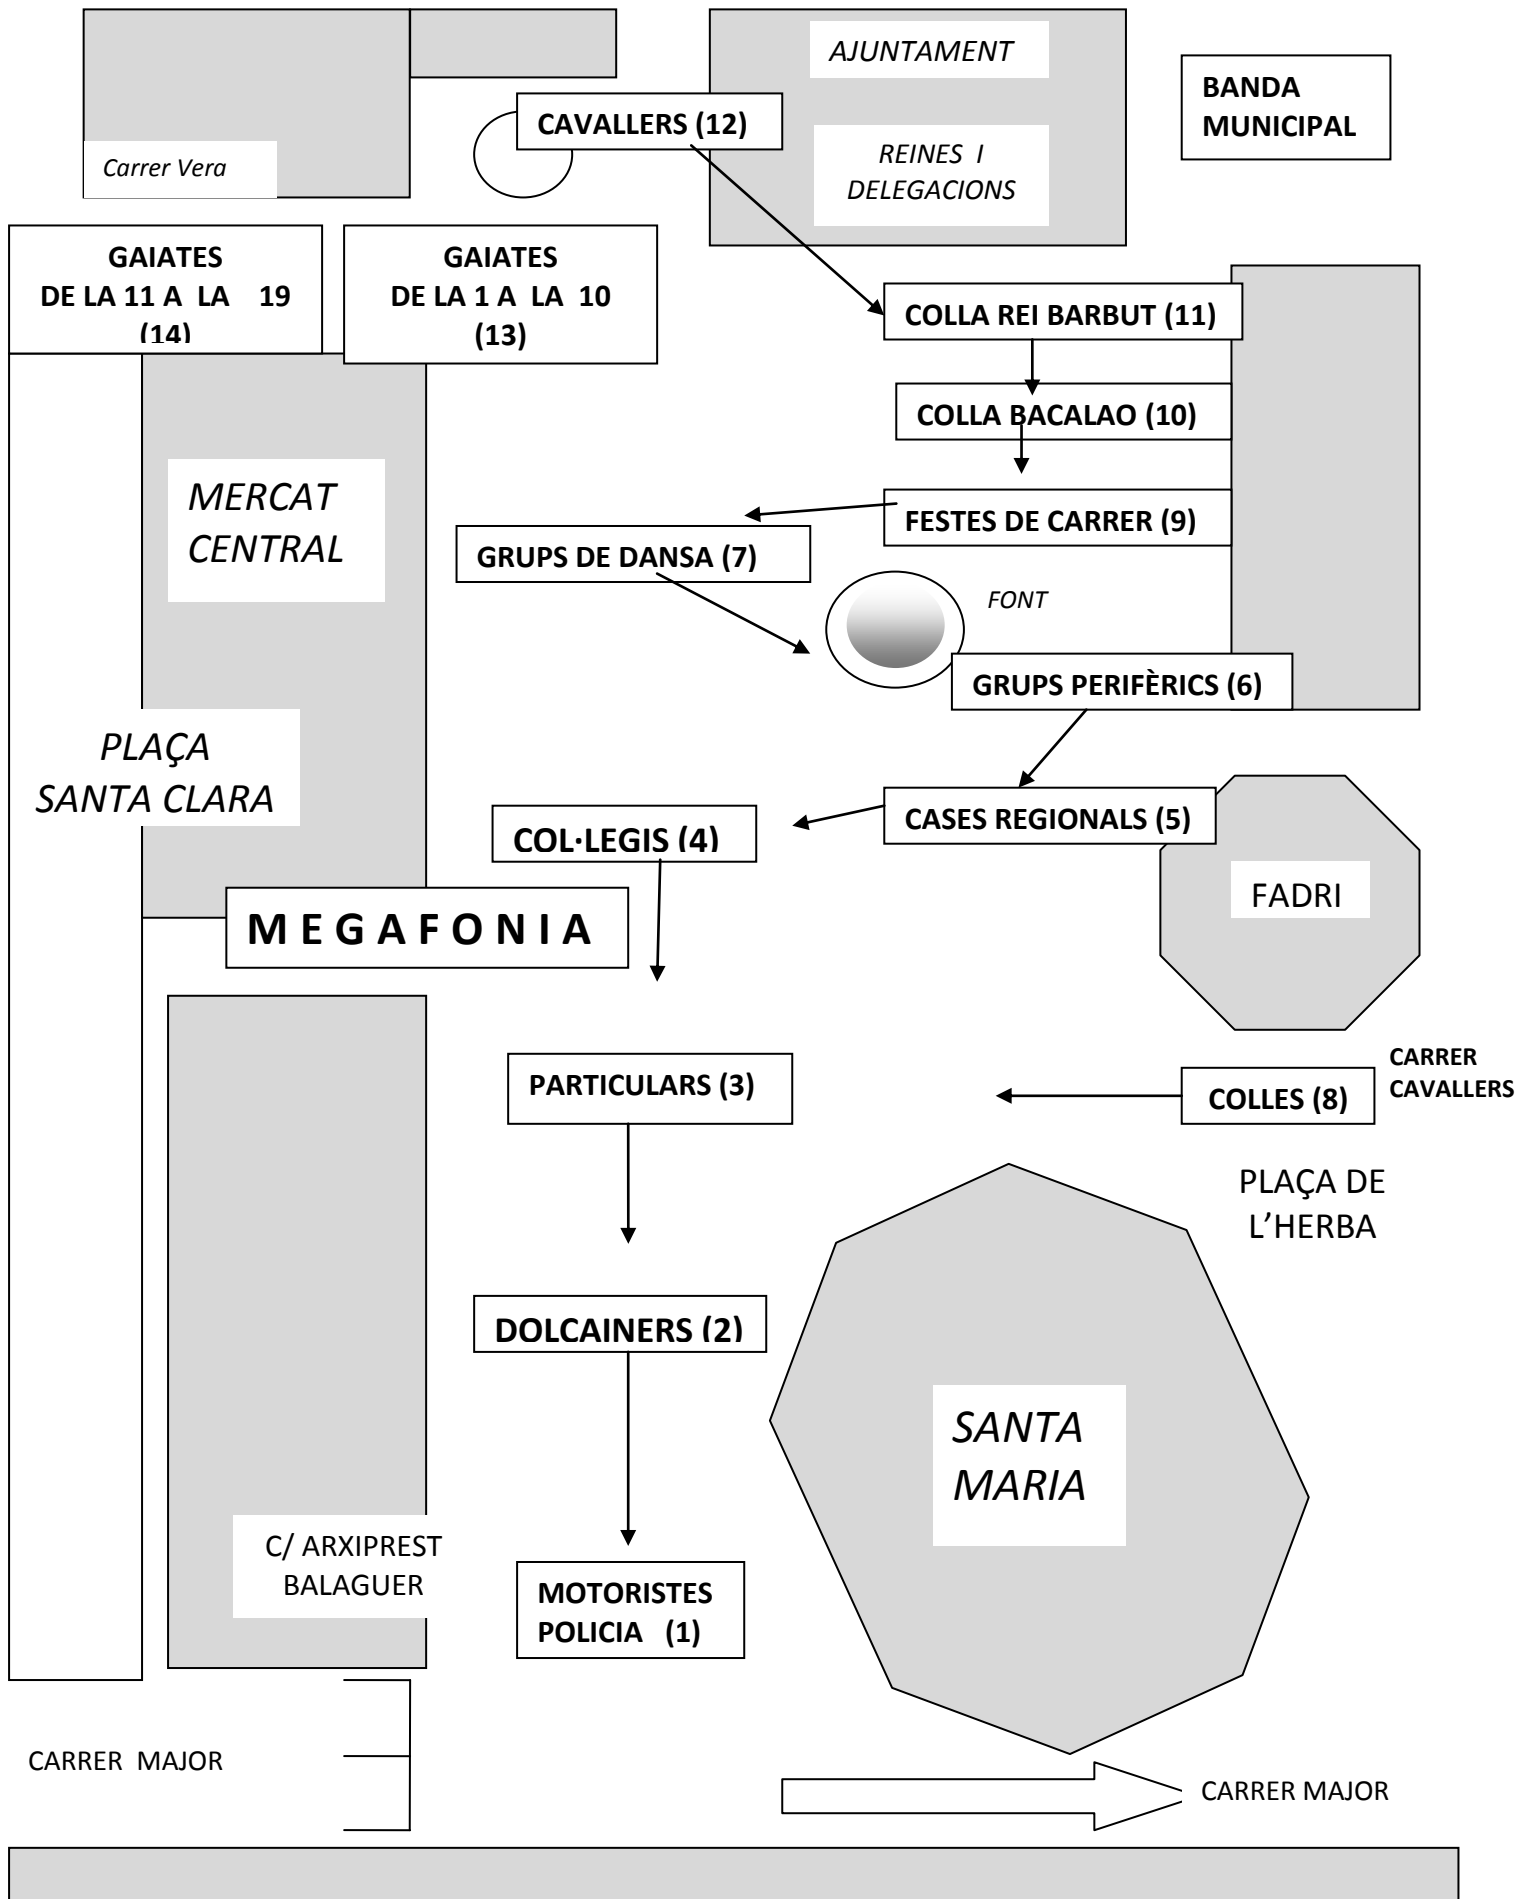 AJUNTAMENT
BANDA
MUNICIPAL
CAVALLERS (12)
Carrer Vera
REINES I
DELEGACIONS
GAIATES
DE LA 11 A LA 19
(14)
GAIATES
DE LA 1 A LA 10
(13)
COLLA REI BARBUT (11)
COLLA BACALAO (10)
MERCAT
CENTRAL
FESTES DE CARRER (9)
GRUPS DE DANSA (7)
FONT
GRUPS PERIFÈRICS (6)
PLAÇA
SANTA CLARA
CASES REGIONALS (5)
COL·LEGIS (4)
FADRI
MEGAFONIA
PARTICULARS (3)
COLLES (8)
CARRER
CAVALLERS
PLAÇA DE
L’HERBA
DOLCAINERS (2)
SANTA
MARIA
C/ ARXIPREST
BALAGUER
MOTORISTES
POLICIA (1)
CARRER MAJOR
CARRER MAJOR